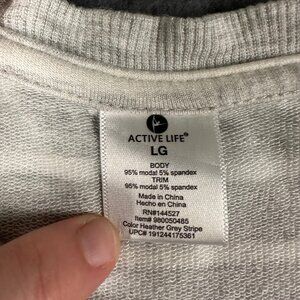 ACTIVE LIFE®
LG
BODY
95% modal 5% spandex
TRIM
95% modal 5% spandex
Made in China
Hecho en China
RN#144527
Item# 980050485
Color Heather Grey Stripe
UPC# 191244175361